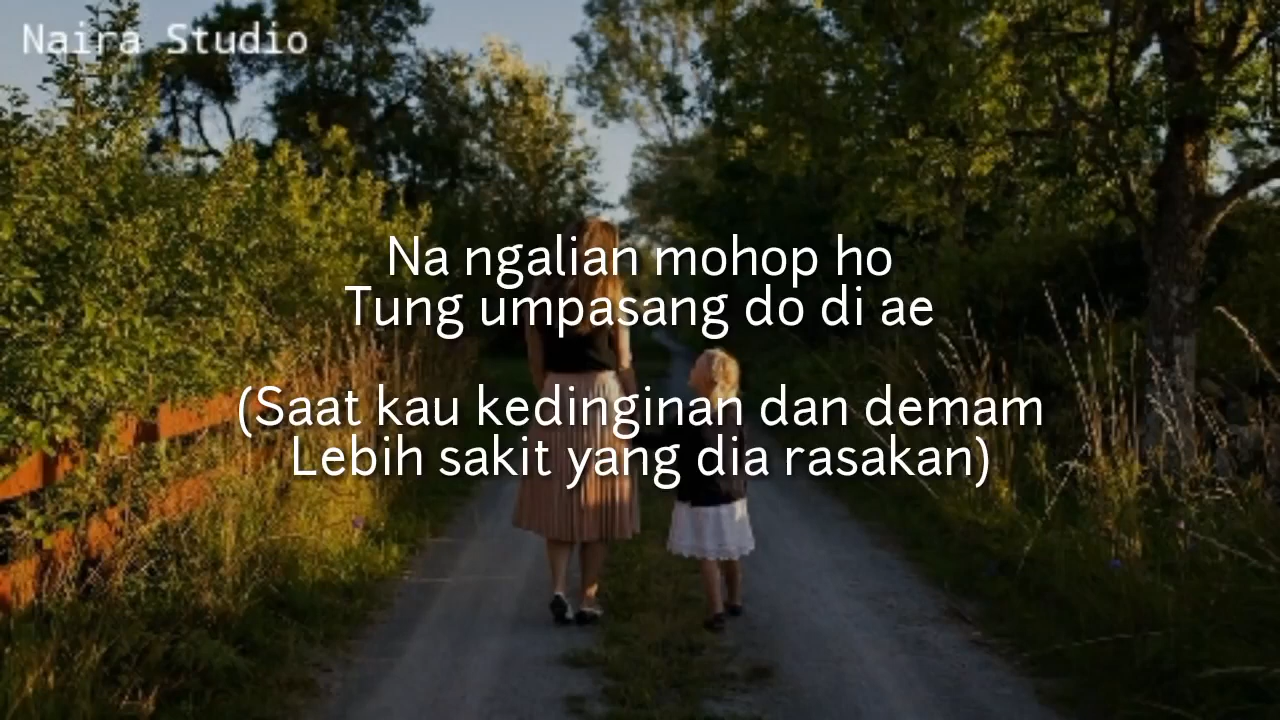 Naira Studio
Na ngalian mohop ho
Tung umpasang do di ae
(Saat kau kedinginan dan demam
Lebih sakit yang dia rasakan)